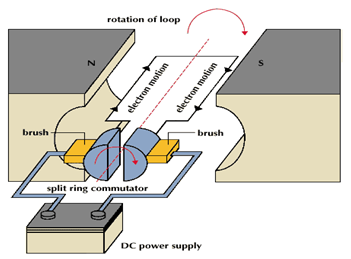 rotation of loop
N
S
electron motion
electron motion
brush
brush
split ring commutator
DC power supply